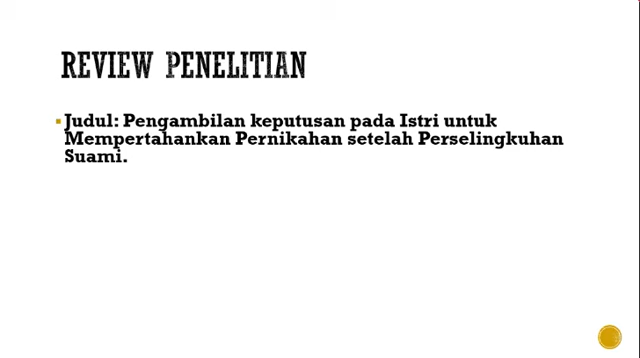 REVIEW PENELITIAN
Judul: Pengambilan keputusan pada Istri untuk
Mempertahankan Pernikahan setelah Perselingkuhan
Suami.